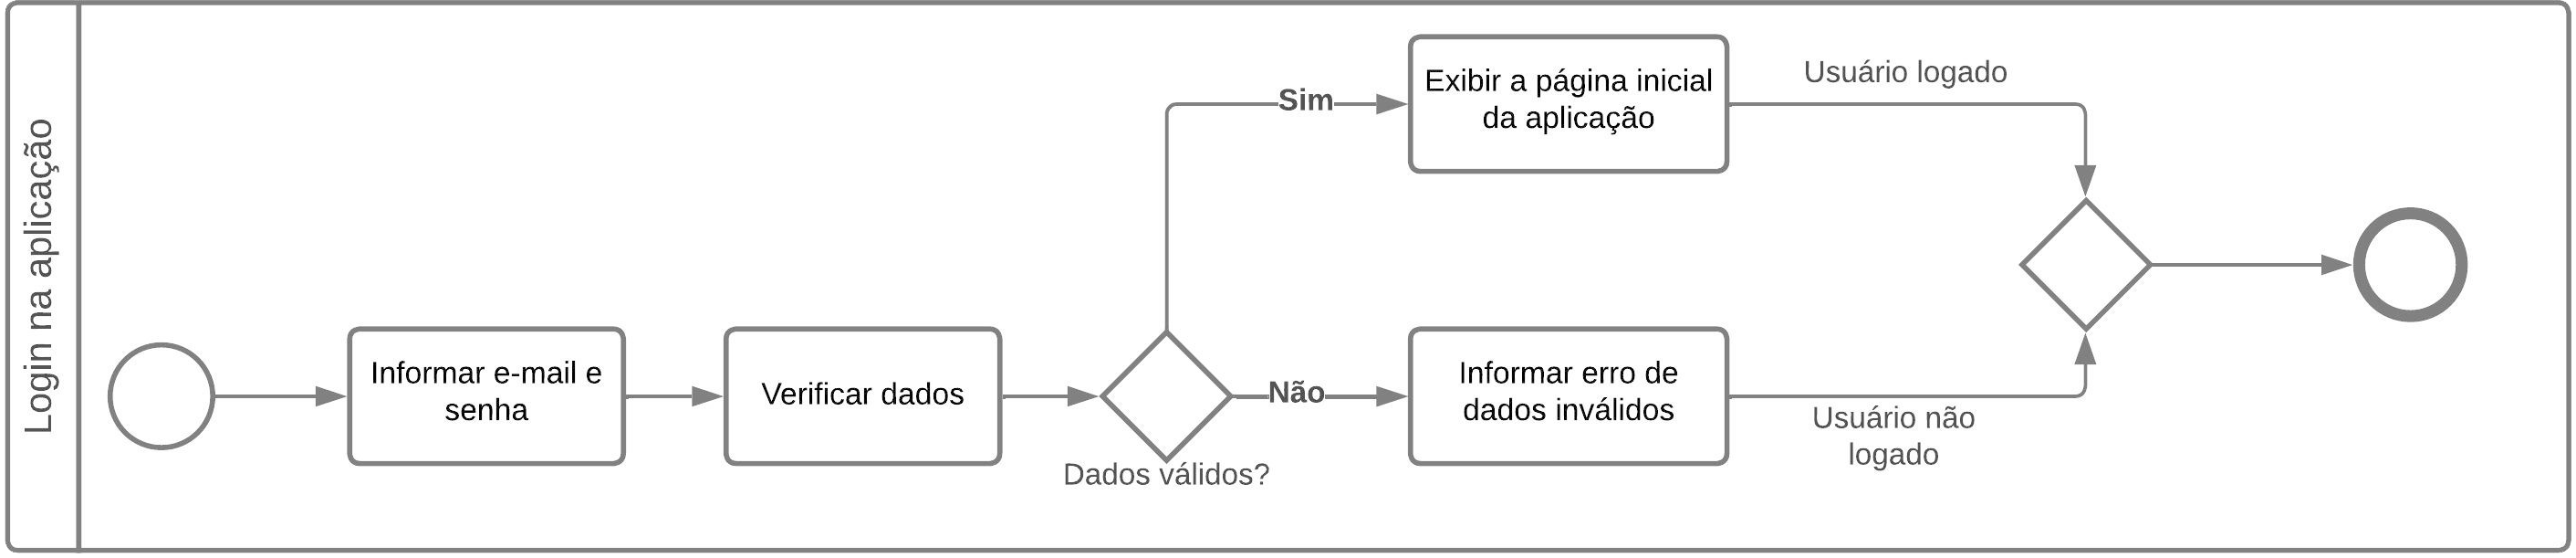 Login na aplicação
Informar e-mail e
senha
Verificar dados
Dados válidos?
Sim
Exibir a página inicial
da aplicação
Usuário logado
Não
Informar erro de
dados inválidos
Usuário não
logado